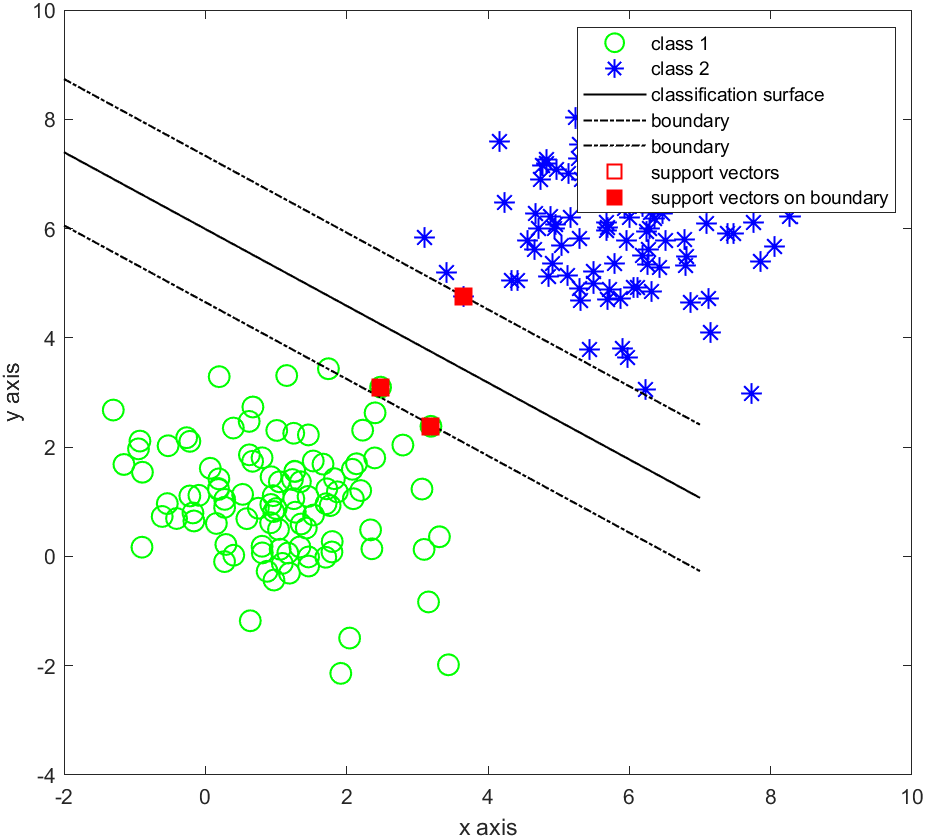 10
8
6
4
2
0
-2
-4
-2
0
2
4
6
8
10
x axis
y axis
class 1
class 2
classification surface
boundary
boundary
support vectors
support vectors on boundary